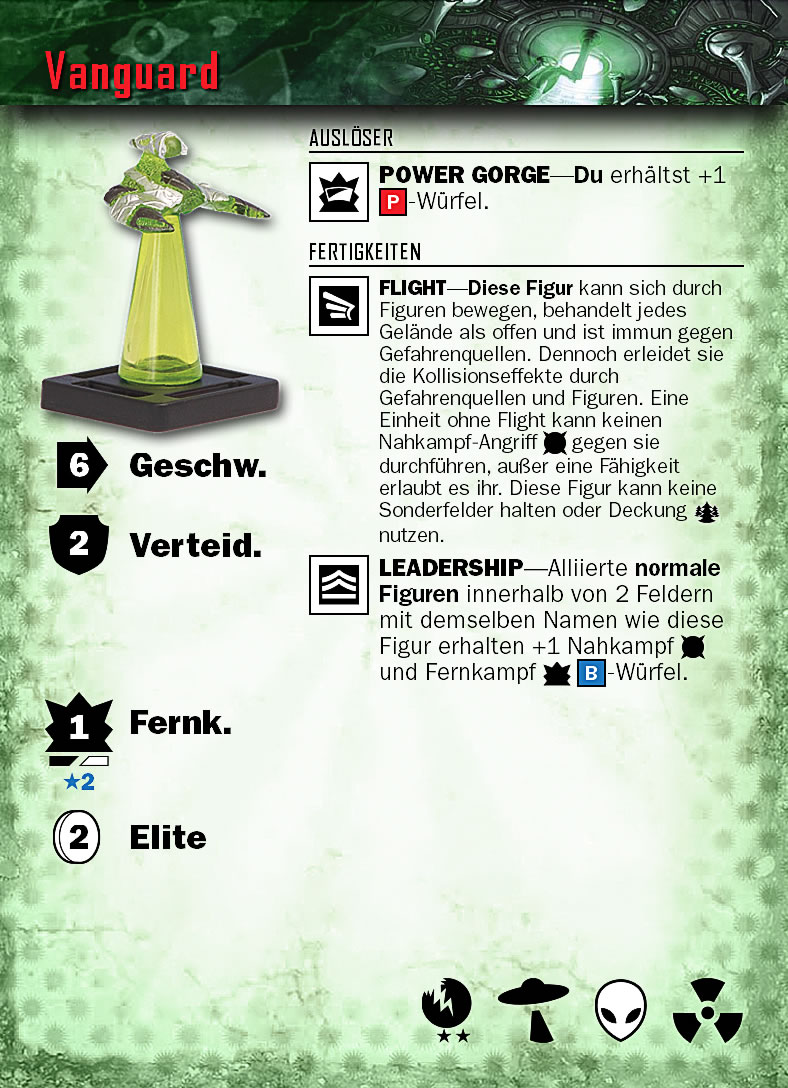 Vanguard
AUSLÖSER
POWER GORGE—Du erhältst +1
P-Würfel.
FERTIGKEITEN
FLIGHT—Diese Figur kann sich durch
Figuren bewegen, behandelt jedes
Gelände als offen und ist immun gegen
Gefahrenquellen. Dennoch erleidet sie
die Kollisionseffekte durch
Gefahrenquellen und Figuren. Eine
Einheit ohne Flight kann keinen
Nahkampf-Angriff gegen sie
durchführen, außer eine Fähigkeit
erlaubt es ihr. Diese Figur kann keine
Sonderfelder halten oder Deckung
nutzen.
LEADERSHIP—Alliierte normale
Figuren innerhalb von 2 Feldern
mit demselben Namen wie diese
Figur erhalten +1 Nahkampf
und Fernkampf B-Würfel.
6 Geschw.
2 Verteid.
1 Fernk.
★2
2 Elite